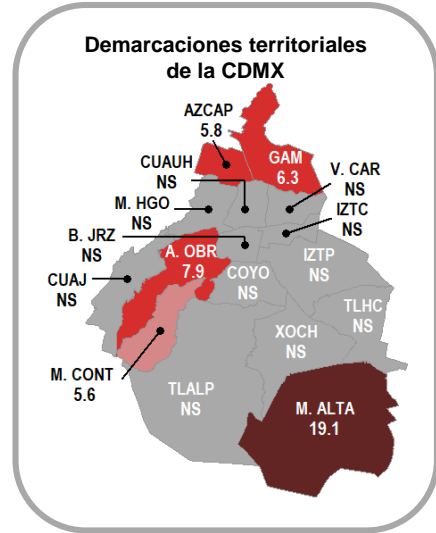 Demarcaciones territoriales
de la CDMX
AZCAP
5.8
GAM
6.3
CUAUH
NS
V. CAR
NS
M. HGO
NS
IZTC
NS
B. JRZ
NS
A. OBR
7.9
COYO
NS
IZTP
NS
CUAJ
NS
TLHC
NS
XOCH
NS
M. CONT
5.6
TLALP
NS
M. ALTA
19.1